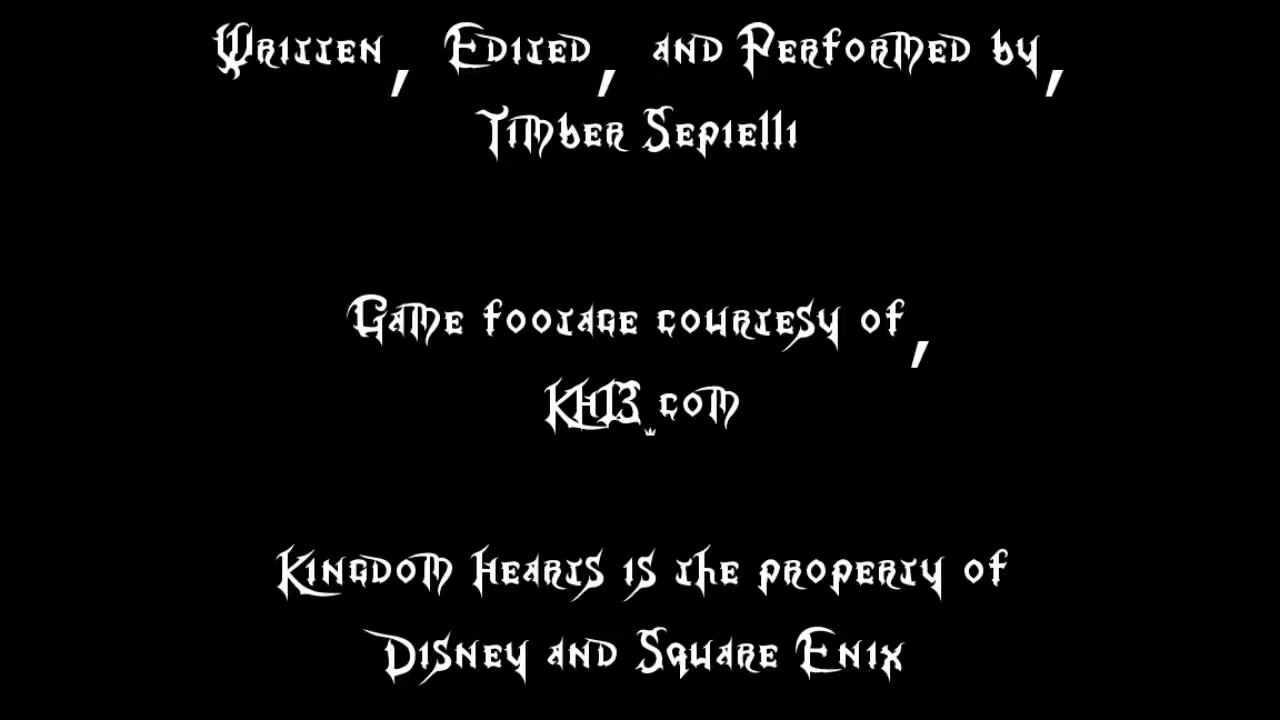 Written, Edited, and Performed by,
Timber Sepielli
Game footage courtesy of,
KH13.com
Kingdom Hearts is the property of
Disney and Square Enix